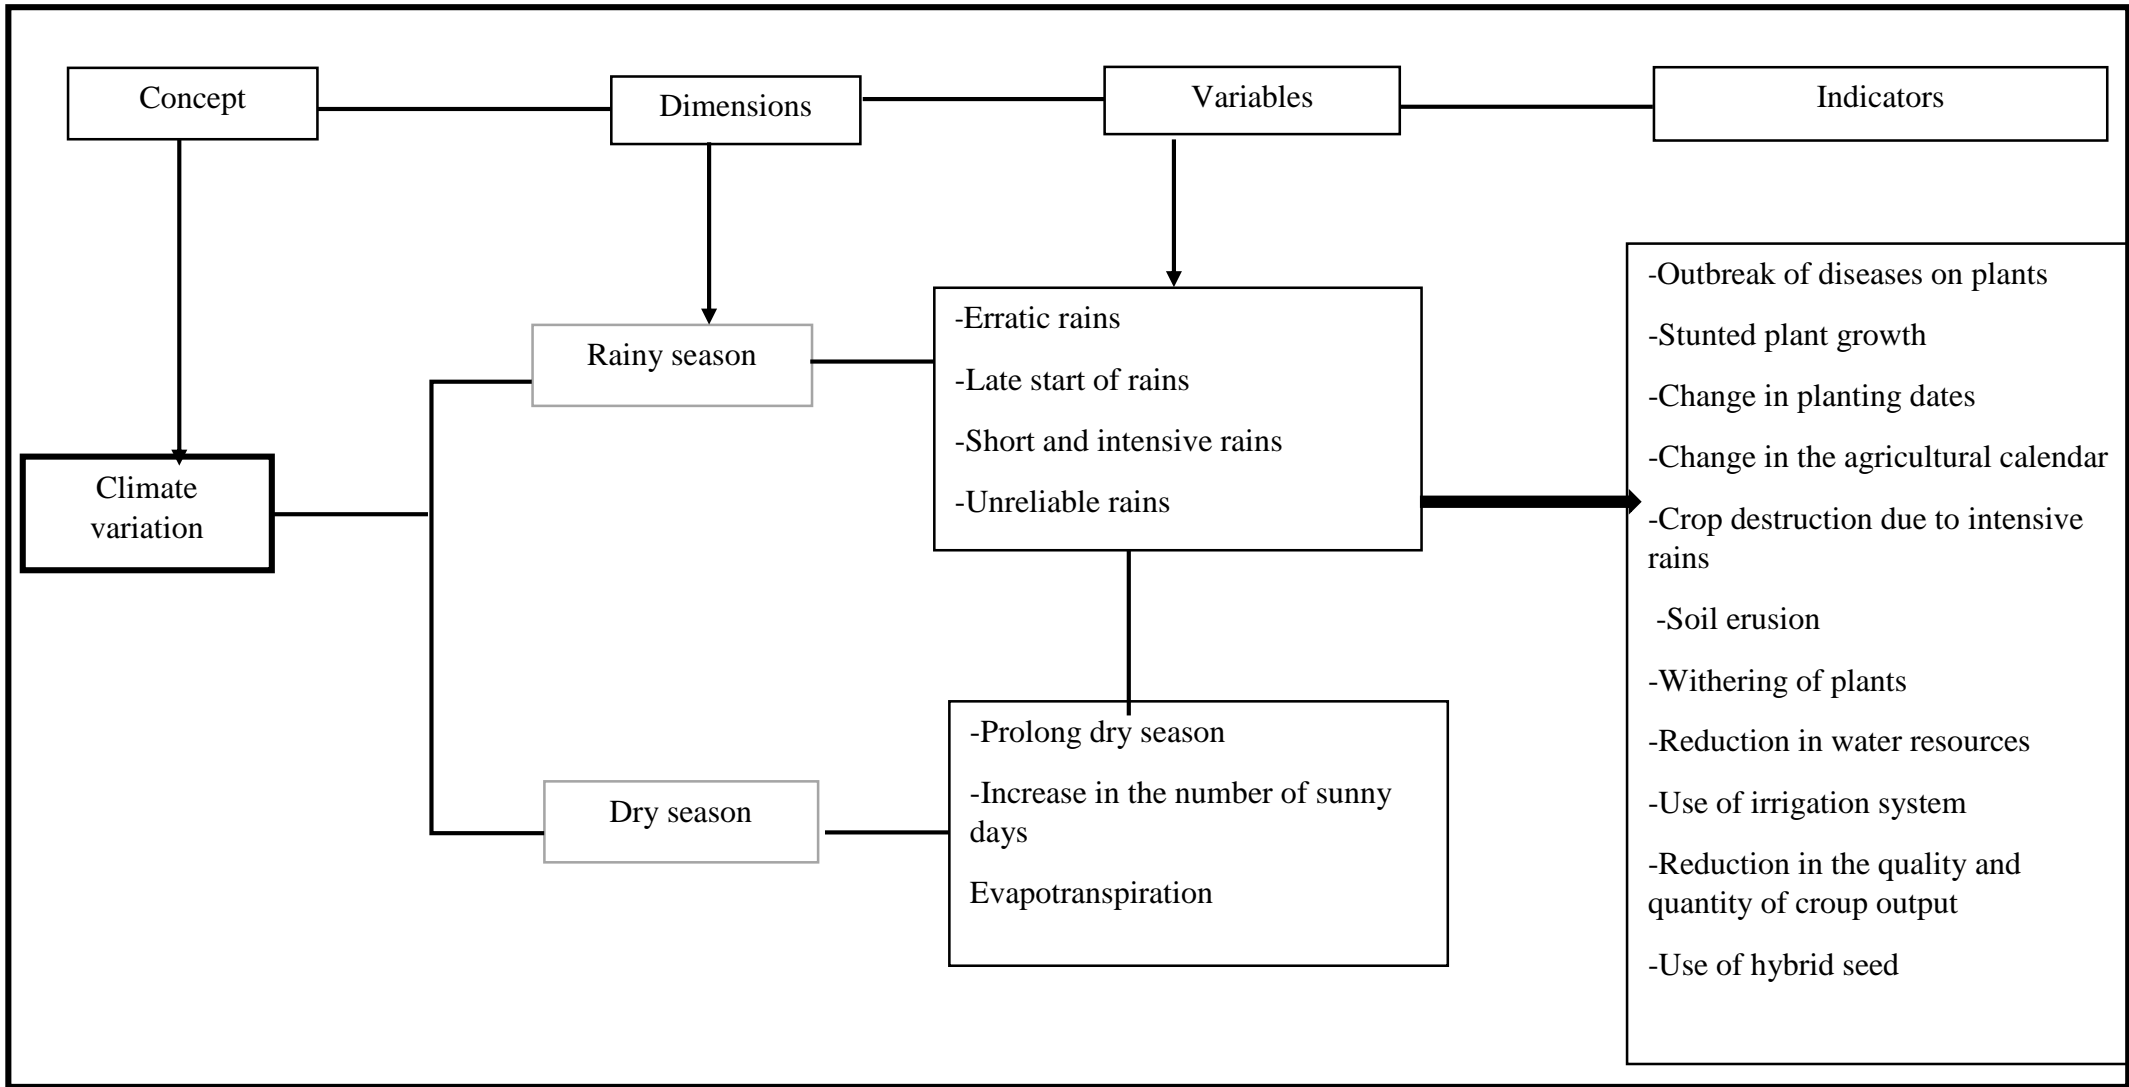 Concept
Dimensions
Variables
Indicators
Climate
variation
Rainy season
-Erratic rains
-Late start of rains
-Short and intensive rains
-Unreliable rains
Dry season
-Prolong dry season
-Increase in the number of sunny
days
Evapotranspiration
-Outbreak of diseases on plants
-Stunted plant growth
-Change in planting dates
-Change in the agricultural calendar
-Crop destruction due to intensive
rains
-Soil erusion
-Withering of plants
-Reduction in water resources
-Use of irrigation system
-Reduction in the quality and
quantity of croup output
-Use of hybrid seed